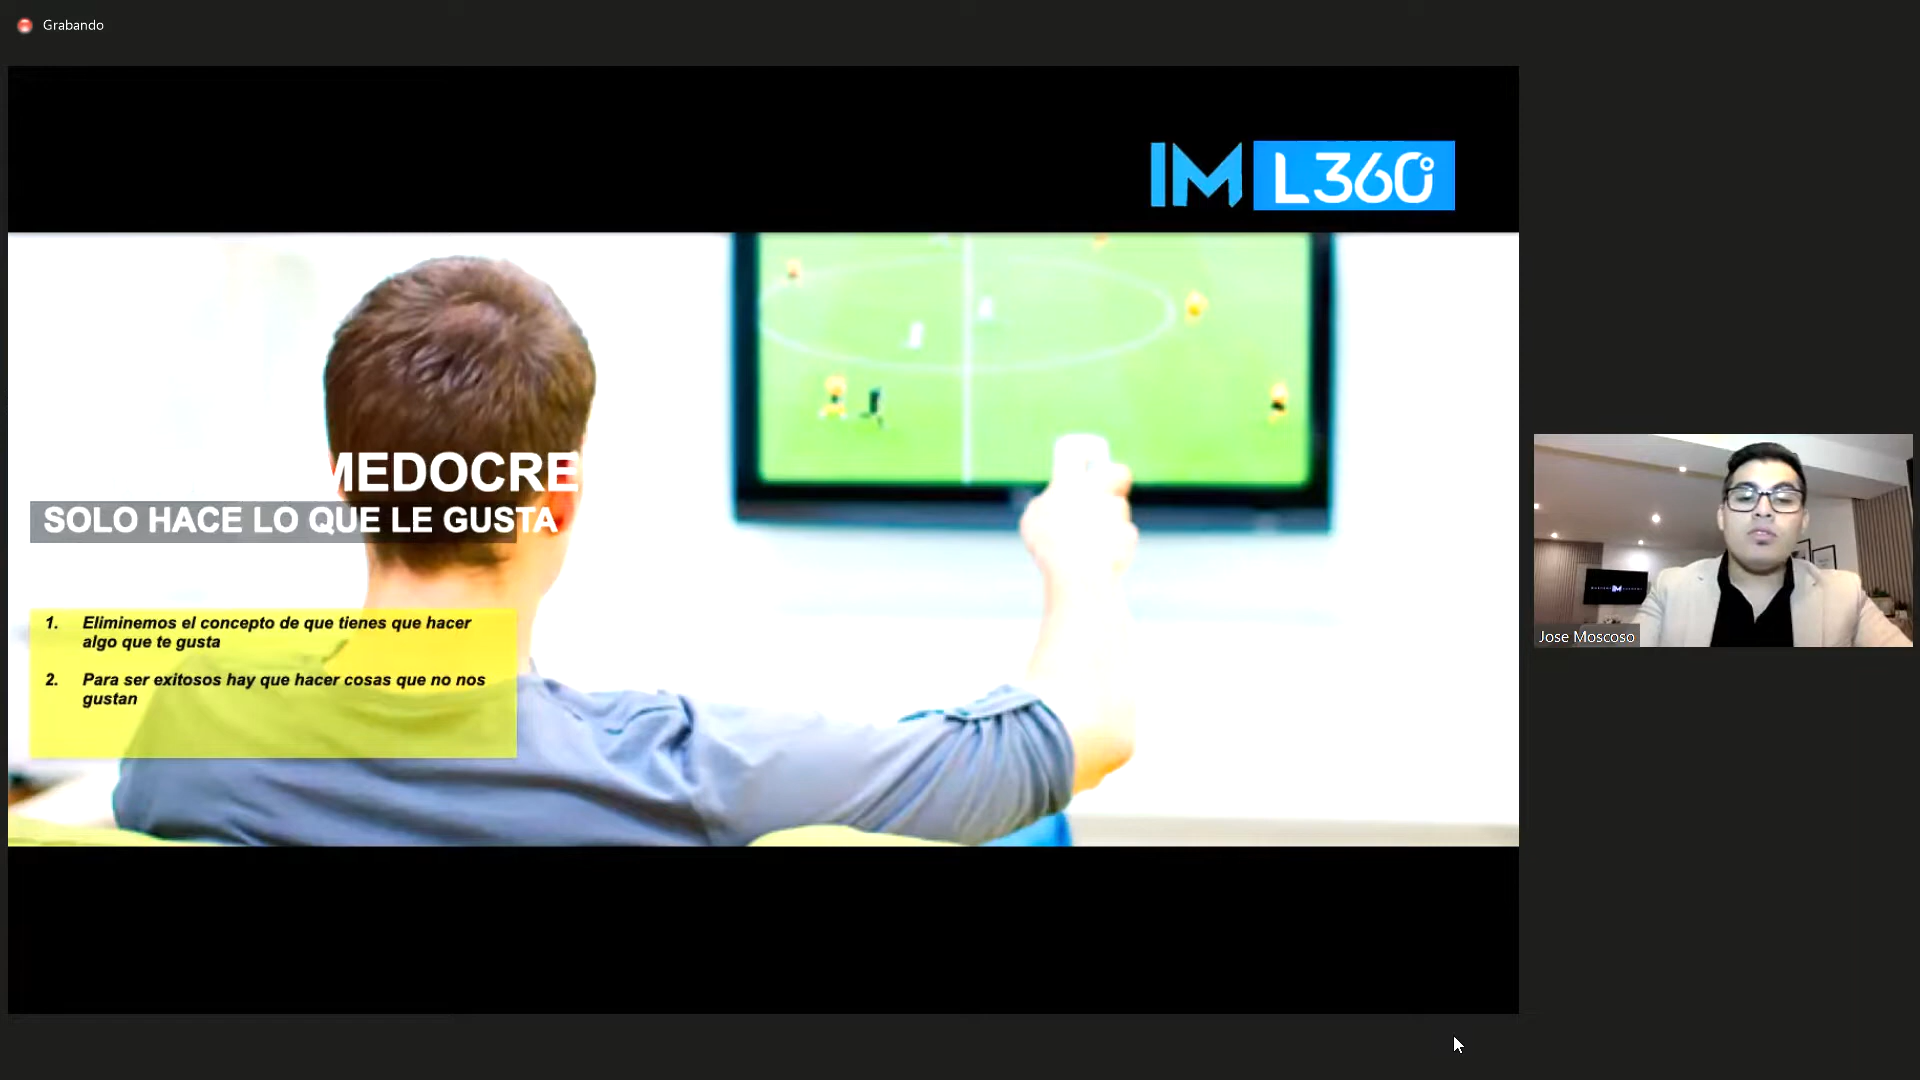 Grabando
IM L360°
MEDOCRE
SOLO HACE LO QUE LE GUSTA
1. Eliminemos el concepto de que tienes que hacer
algo que te gusta
2. Para ser exitosos hay que hacer cosas que no nos
gustan
Jose Moscoso